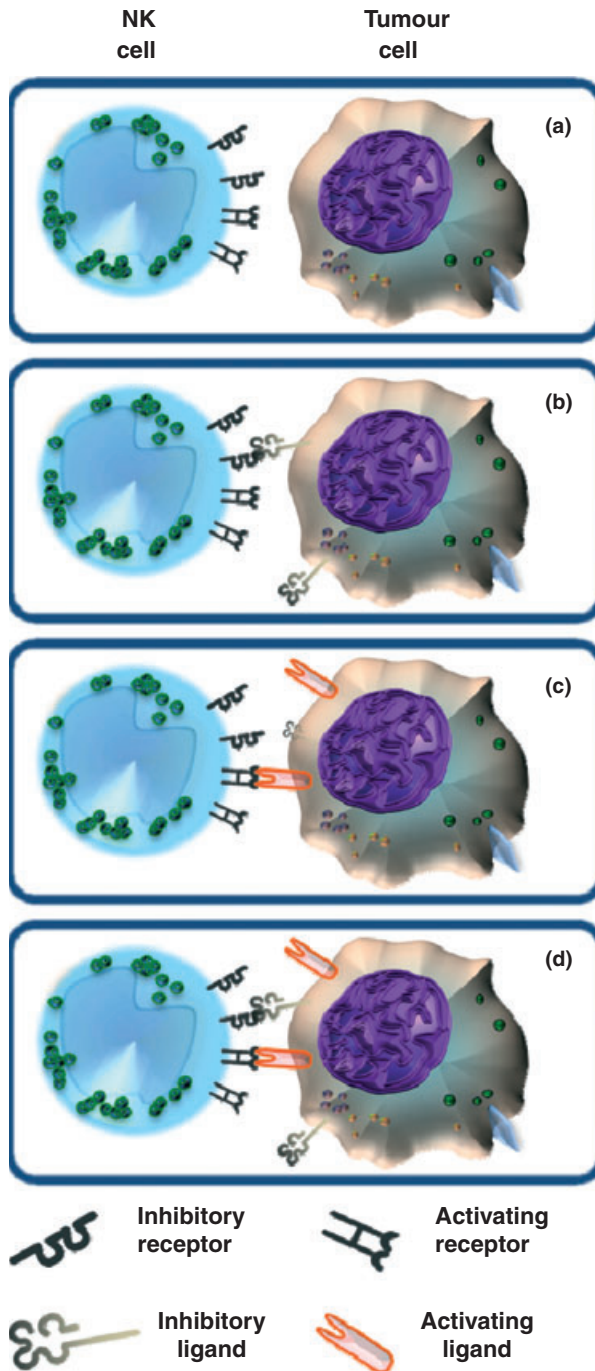 NK
cell
Tumour
cell
(a)
(b)
(c)
(d)
Inhibitory
receptor
Activating
receptor
Inhibitory
ligand
Activating
ligand